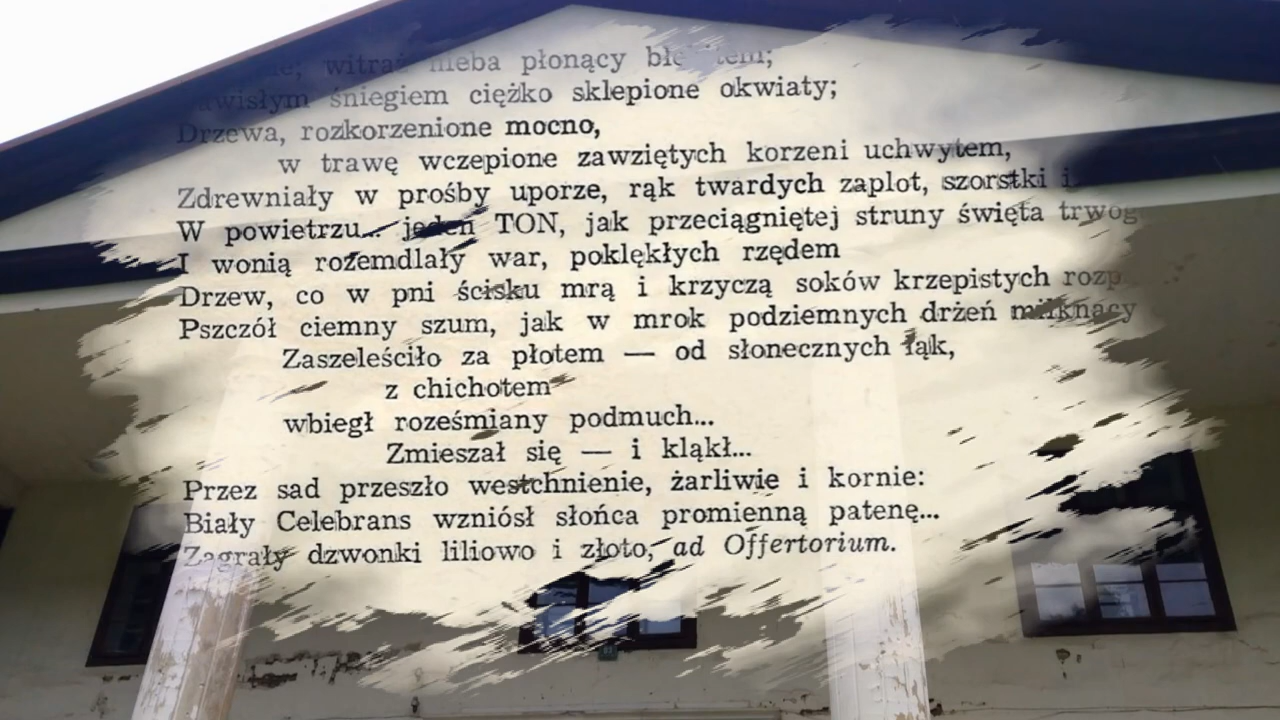 witraż nieba płonący
śniegiem ciężko sklepione okwiaty;
Drzewa, rozkorzenione mocno,
w trawę wczepione zawziętych korzeni uchwytem,
Zdrewniały w prośby uporze, rąk twardych zaplot, szorstki i
W powietrzu... jeden TON, jak przeciągniętej struny święta
I wonią rozemdlały war, poklękłych rzędem
Drzew, co w pni ścisku mrą i krzyczą soków krzepistych
Pszczół ciemny szum, jak w mrok podziemnych drżeń milknący
Zaszeleściło za płotem — od słonecznych łąk,
z chichotem
wbiegł roześmiany podmuch...
Zmieszał się — i kląkł...
Przez sad przeszło westchnienie, żarliwie i kornie:
Biały Celebrans wzniósł słońca promienną patenę...
Zagrały dzwonki liliowo i złoto, ad Offertorium.